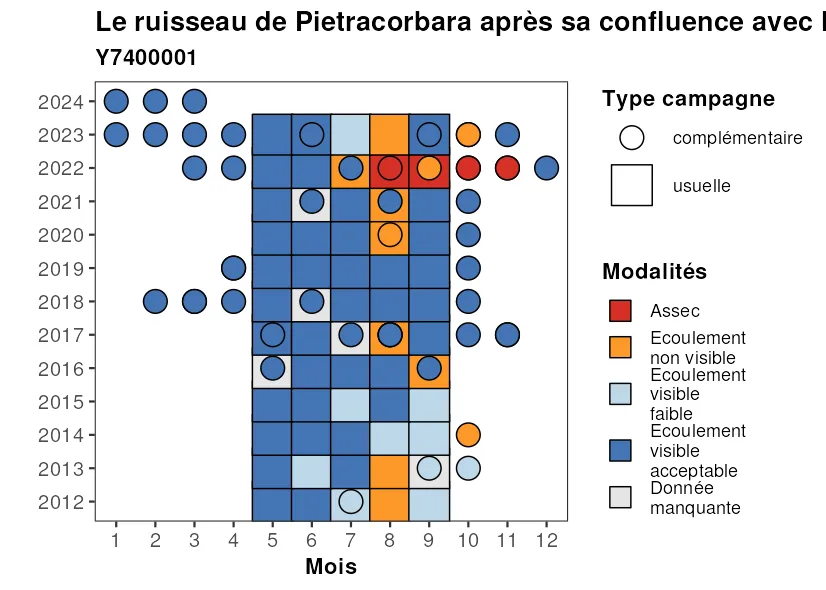 Le ruisseau de Pietracorbara après sa confluence avec l
Y7400001
2024
2023
2022
2021
2020
2019
2018
2017
2016
2015
2014
2013
2012
1 2 3 4 5 6 7 8 9 10 11 12
Mois
Type campagne
complémentaire
usuelle
Modalités
Assec
Ecoulement
non visible
Ecoulement
visible
faible
Ecoulement
visible
acceptable
Donnée
manquante